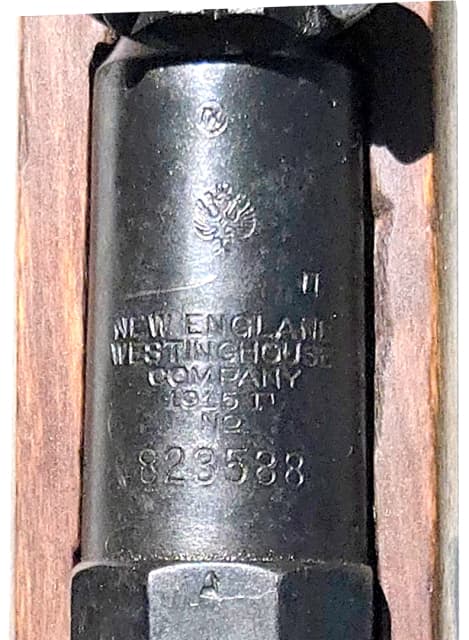 NEW ENGLAND
WESTINGHOUSE
COMPANY
1915 Г
NO
823588